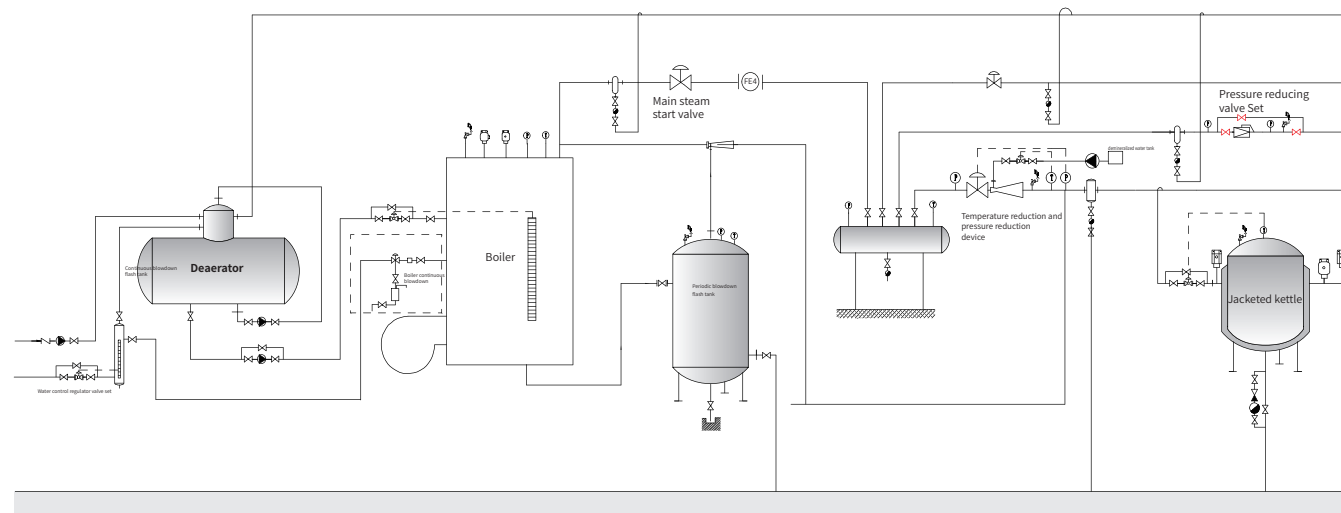 FE4
Main steam
start valve
Pressure reducing
valve Set
demineralized water tank
Temperature reduction and
pressure reduction
device
Continuous blowdown
flash tank
Deaerator
Boiler
Boiler continuous
blowdown
Periodic blowdown
flash tank
Jacketed kettle
Water control regulator valve set